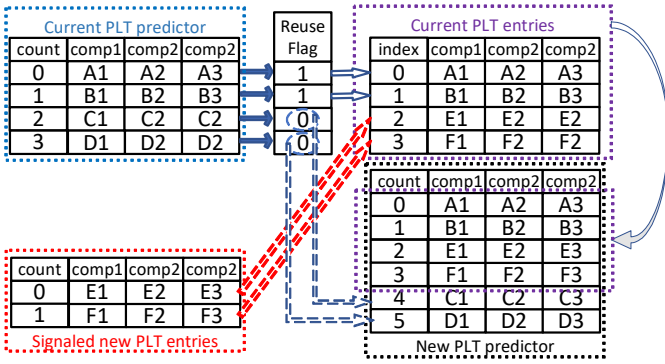 Current PLT predictor
count comp1 comp2 comp2
0 A1 A2 A3
1 B1 B2 B3
2 C1 C2 C2
3 D1 D2 D2
Reuse
Flag
1
1
0
0
Current PLT entries
index comp1 comp2 comp2
0 A1 A2 A3
1 B1 B2 B3
2 E1 E2 E2
3 F1 F2 F2
count comp1 comp2 comp2
0 E1 E2 E3
1 F1 F2 F3
Signaled new PLT entries
count comp1 comp2 comp2
0 A1 A2 A3
1 B1 B2 B3
2 E1 E2 E3
3 F1 F2 F3
4 C1 C2 C3
5 D1 D2 D3
New PLT predictor